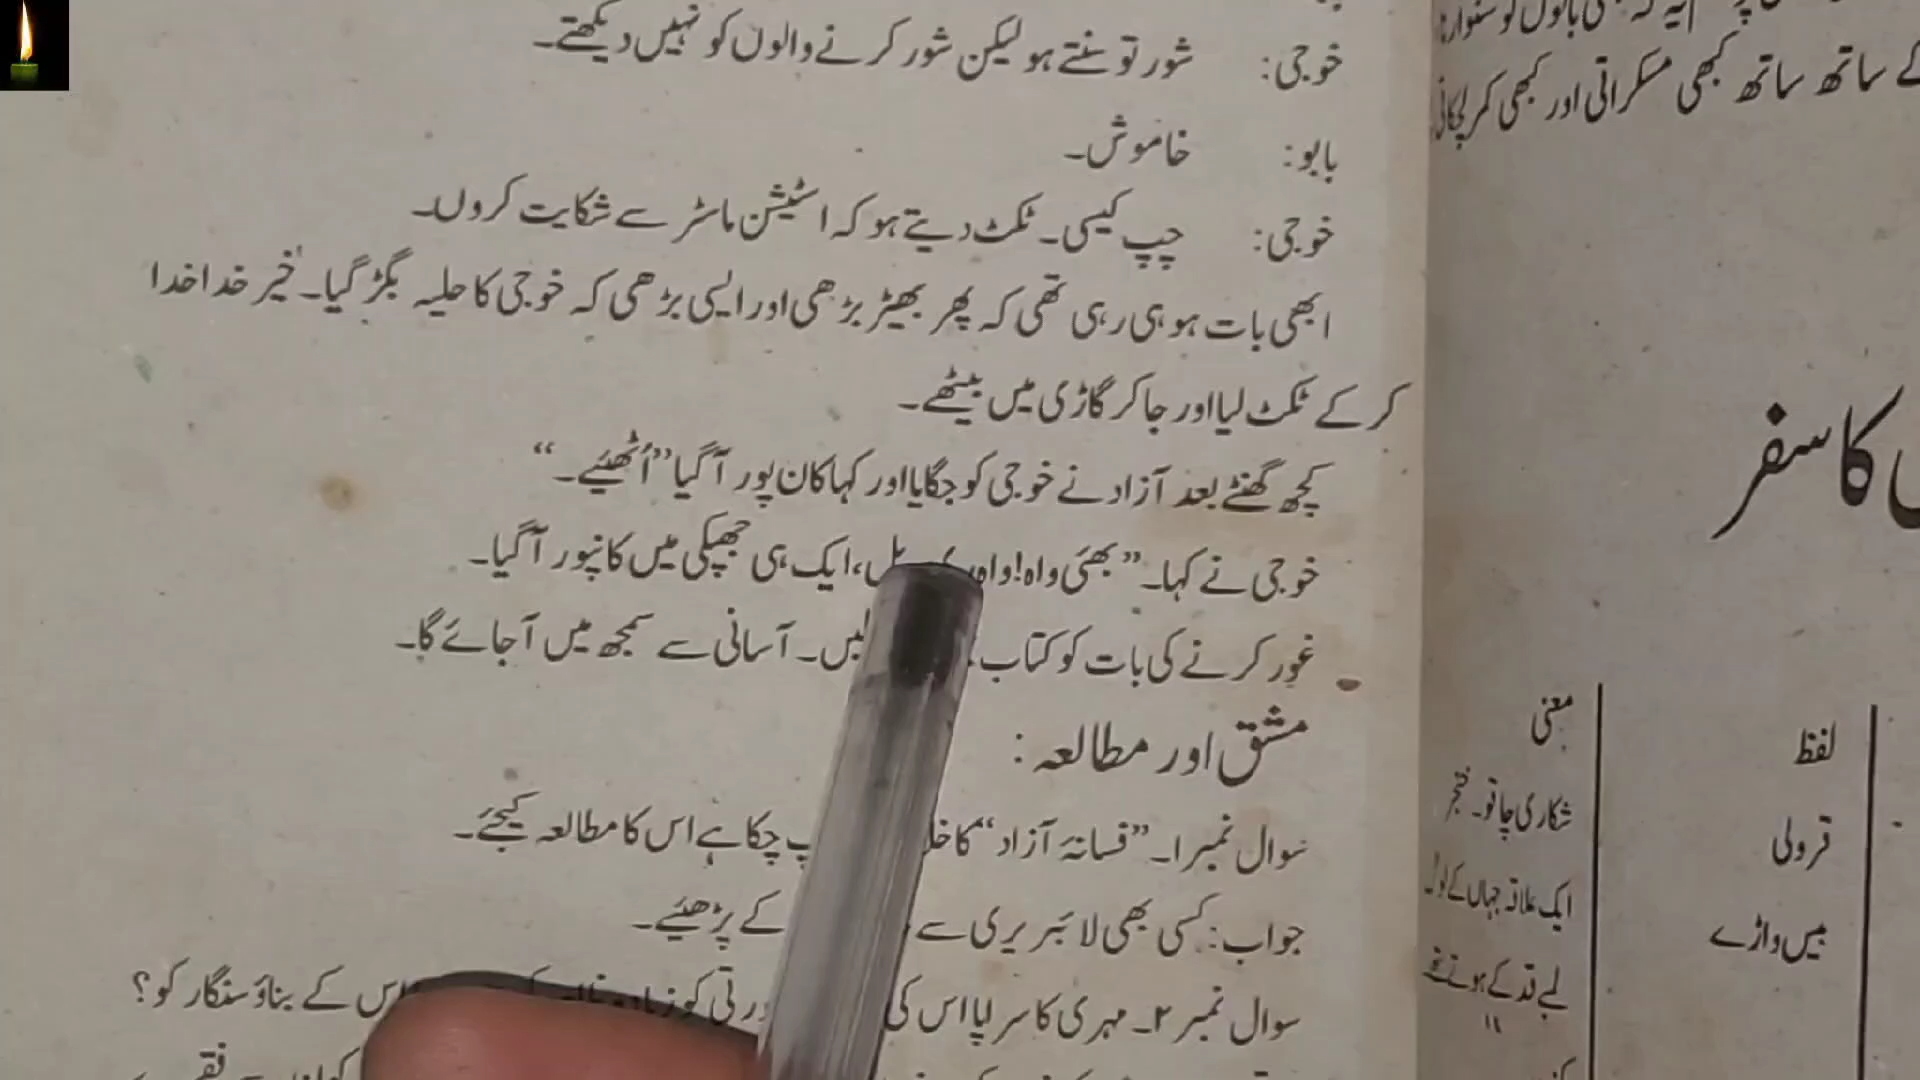 خوجی: شور تو سنتے ہو لیکن شور کرنے والوں کو نہیں دیکھتے۔
بابو: خاموش۔
خوجی: چپ کیسی۔ ٹکٹ دیتے ہو کہ اسٹیشن ماسٹر سے شکایت کروں۔
ابھی بات ہو ہی رہی تھی کہ پھر بھیڑ بڑھی اور ایسی بڑھی کہ خوجی کا حلیہ بگڑ گیا۔ خیر خدا خدا
کر کے ٹکٹ لیا اور جا کر گاڑی میں بیٹھے۔
کچھ گھنٹے بعد آزاد نے خوجی کو جگایا اور کہا کان پور آ گیا ”اُٹھئیے۔“
خوجی نے کہا۔ ”بھئی واہ! واہ ایک ہی جھپکی میں کانپور آ گیا۔
غور کرنے کی بات کو کتاب لیں۔ آسانی سے سمجھ میں آ جائے گا۔
مشق اور مطالعہ:
سوال نمبر ۱۔ ”فسانۂ آزاد“ کا چکا ہے اس کا مطالعہ کیجئے۔
جواب: کسی بھی لائبریری سے کے پڑھئیے۔
سوال نمبر ۲۔ مہری کا سراپا اس کی اس کے بناؤ سنگار کو؟
کے ساتھ ساتھ کبھی مسکراتی اور کبھی کمر لچکاتی
کا سفر
لفظ معنی
قرولی شکاری چاقو۔ خنجر
بیس واڑے ایک علاقہ جہاں کے
لمبے قد کے ہوتے